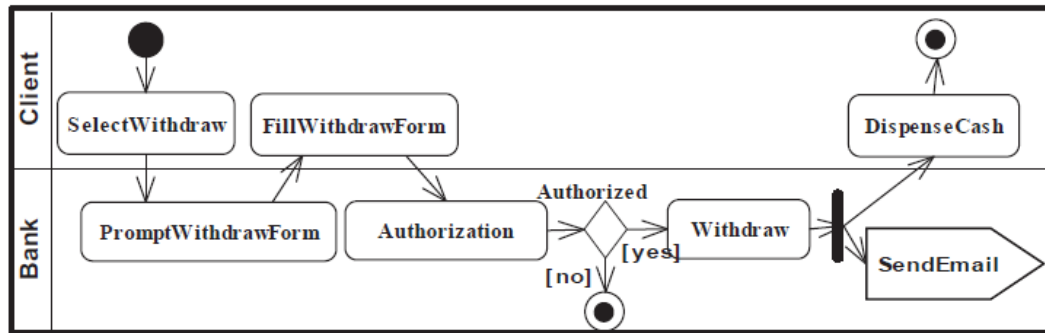 Client
SelectWithdraw
FillWithdrawForm
DispenseCash
Bank
PromptWithdrawForm
Authorization
Authorized
[yes]
[no]
Withdraw
SendEmail